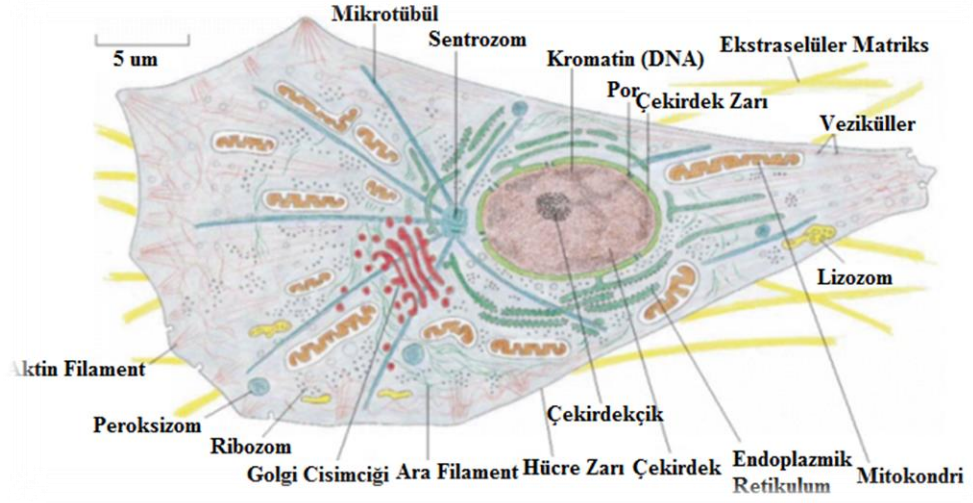 Mikrotübül
Sentrozom
Ekstraselüler Matriks
5 um
Kromatin (DNA)
Por
Çekirdek Zarı
Veziküller
Lizozom
Aktin Filament
Peroksizom
Ribozom
Çekirdekçik
Golgi Cisimciği
Ara Filament
Hücre Zarı
Çekirdek
Endoplazmik
Retikulum
Mitokondri